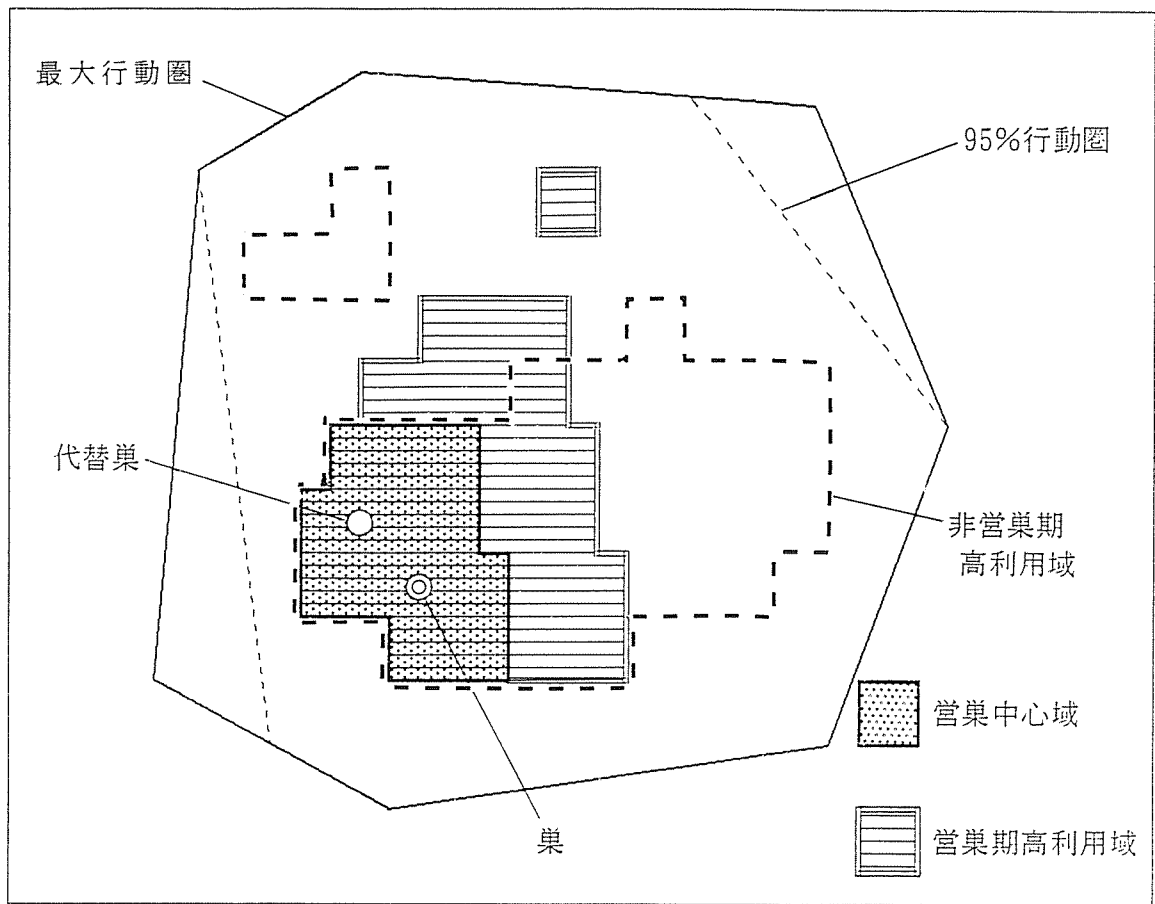 最大行動圏
95%行動圏
代替巣
非営巣期
高利用域
営巣中心域
巣
営巣期高利用域